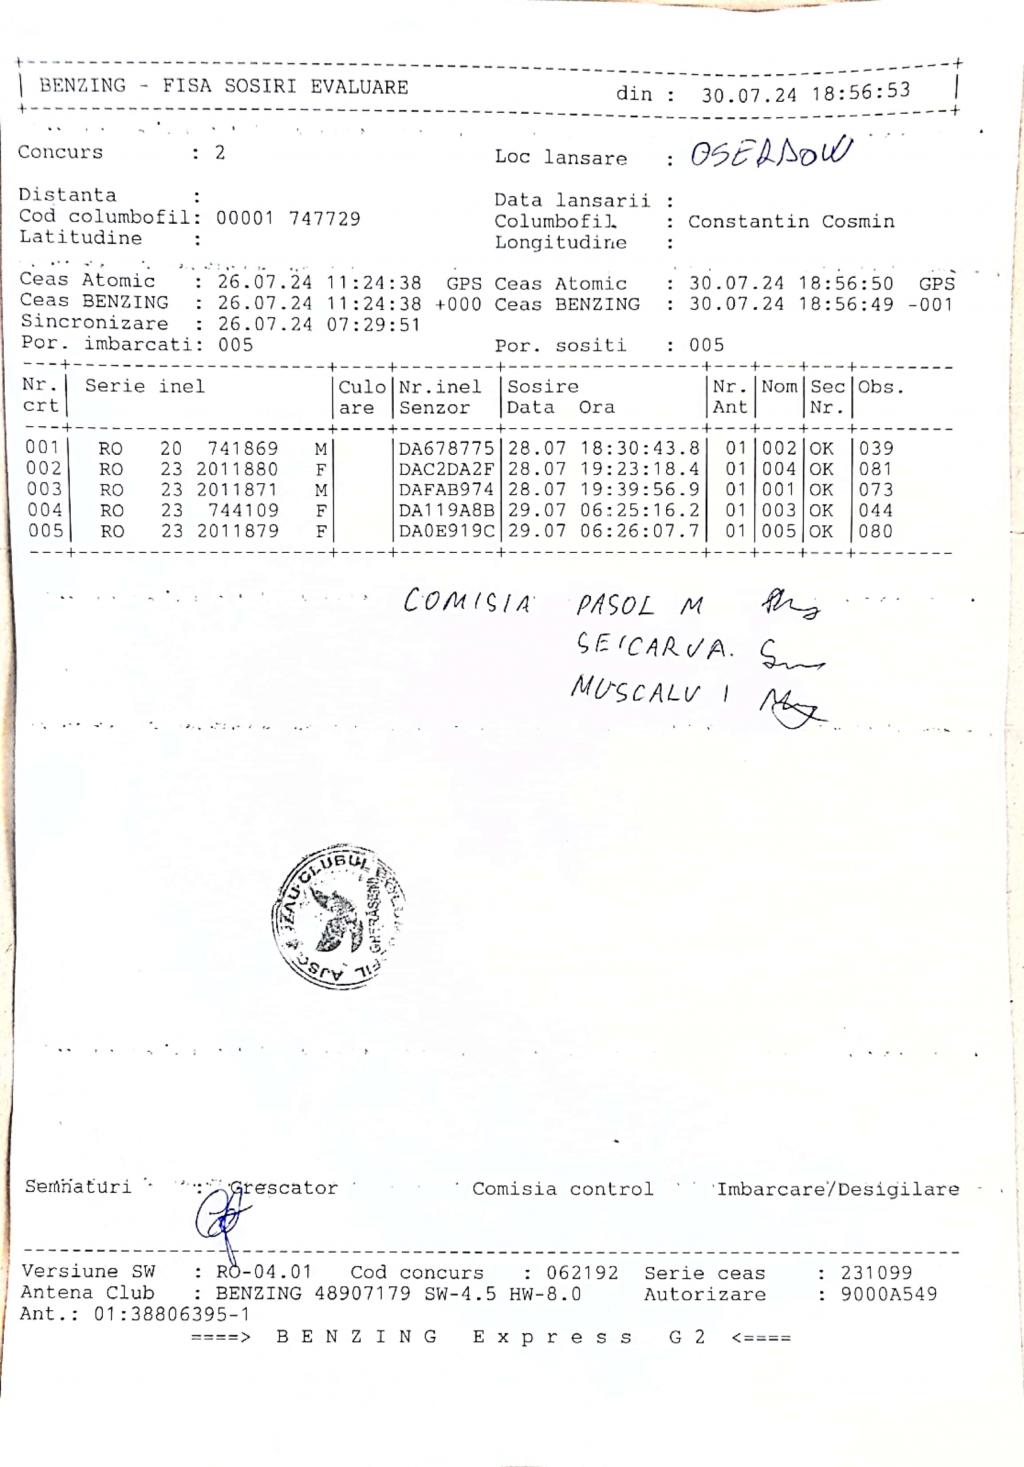 BENZING - FISA SOSIRI EVALUARE din : 30.07.24 18:56:53
Concurs : 2 Loc lansare : OSERDOW
Distanta : Data lansarii :
Cod columbofil: 00001 747729 Columbofil : Constantin Cosmin
Latitudine : Longitudine :
Ceas Atomic : 26.07.24 11:24:38 GPS Ceas Atomic : 30.07.24 18:56:50 GPS
Ceas BENZING : 26.07.24 11:24:38 +000 Ceas BENZING : 30.07.24 18:56:49 -001
Sincronizare : 26.07.24 07:29:51
Por. imbarcati: 005 Por. sositi : 005
Nr. Serie inel Culo Nr.inel Sosire Nr. Nom Sec Obs.
crt are Senzor Data Ora Ant Nr.
001 RO 20 741869 M DA678775 28.07 18:30:43.8 01 002 OK 039
002 RO 23 2011880 F DAC2DA2F 28.07 19:23:18.4 01 004 OK 081
003 RO 23 2011871 M DAFAB974 28.07 19:39:56.9 01 001 OK 073
004 RO 23 744109 F DA119A8B 29.07 06:25:16.2 01 003 OK 044
005 RO 23 2011879 F DA0E919C 29.07 06:26:07.7 01 005 OK 080
COMISIA PASOL M
SEICARU A.
MUSCALU I
CLUBUL
GHERĂSENI
Semnaturi : Crescator Comisia control Imbarcare/Desigilare
Versiune SW : RO-04.01 Cod concurs : 062192 Serie ceas : 231099
Antena Club : BENZING 48907179 SW-4.5 HW-8.0 Autorizare : 9000A549
Ant.: 01:38806395-1
====> B E N Z I N G E x p r e s s G 2 <====